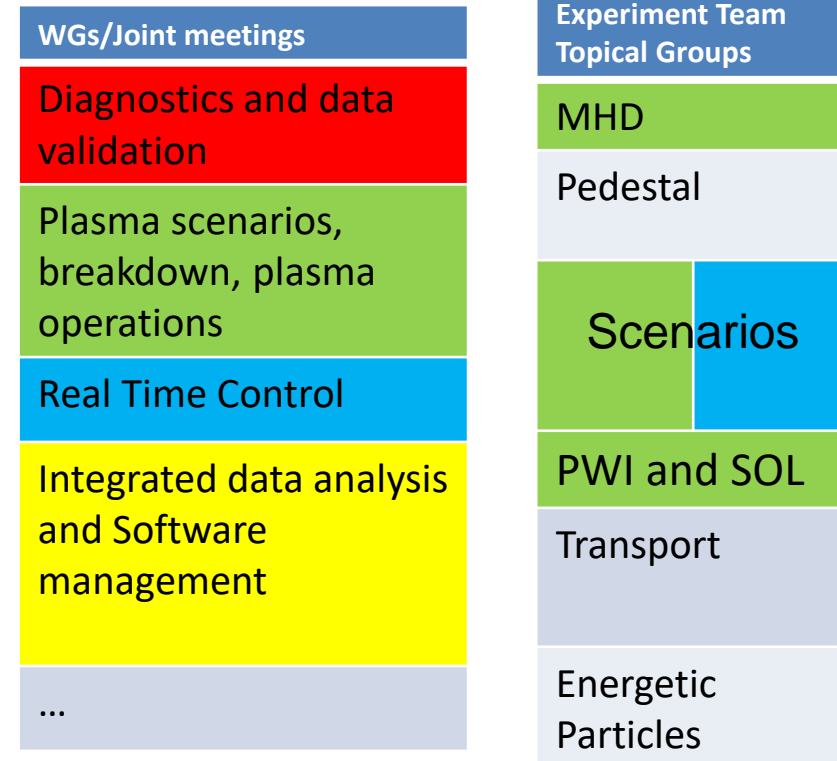 WGs/Joint meetings
Diagnostics and data
validation
Plasma scenarios,
breakdown, plasma
operations
Real Time Control
Integrated data analysis
and Software
management
...
Experiment Team
Topical Groups
MHD
Pedestal
Scenarios
PWI and SOL
Transport
Energetic
Particles